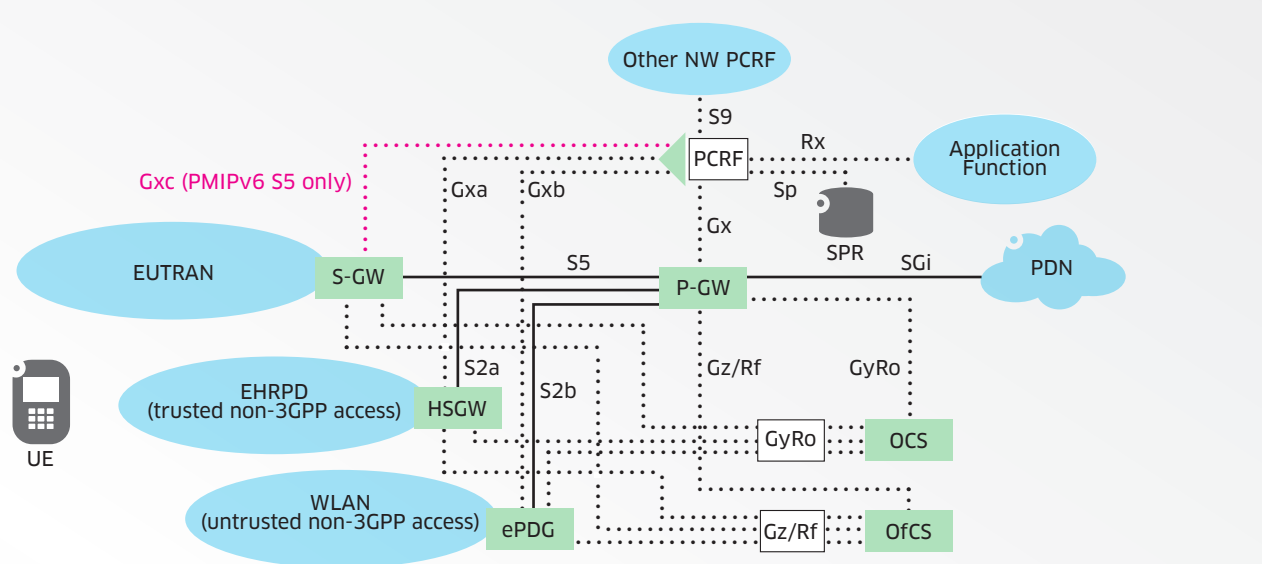 Other NW PCRF
S9
PCRF
Rx
Application
Function
Gxc (PMIPv6 S5 only)
Gxa
Gxb
Sp
Gx
SPR
EUTRAN
S-GW
S5
P-GW
SGi
PDN
S2a
Gz/Rf
GyRo
EHRPD
(trusted non-3GPP access)
HSGW
S2b
UE
GyRo
OCS
WLAN
(untrusted non-3GPP access)
ePDG
Gz/Rf
OfCS